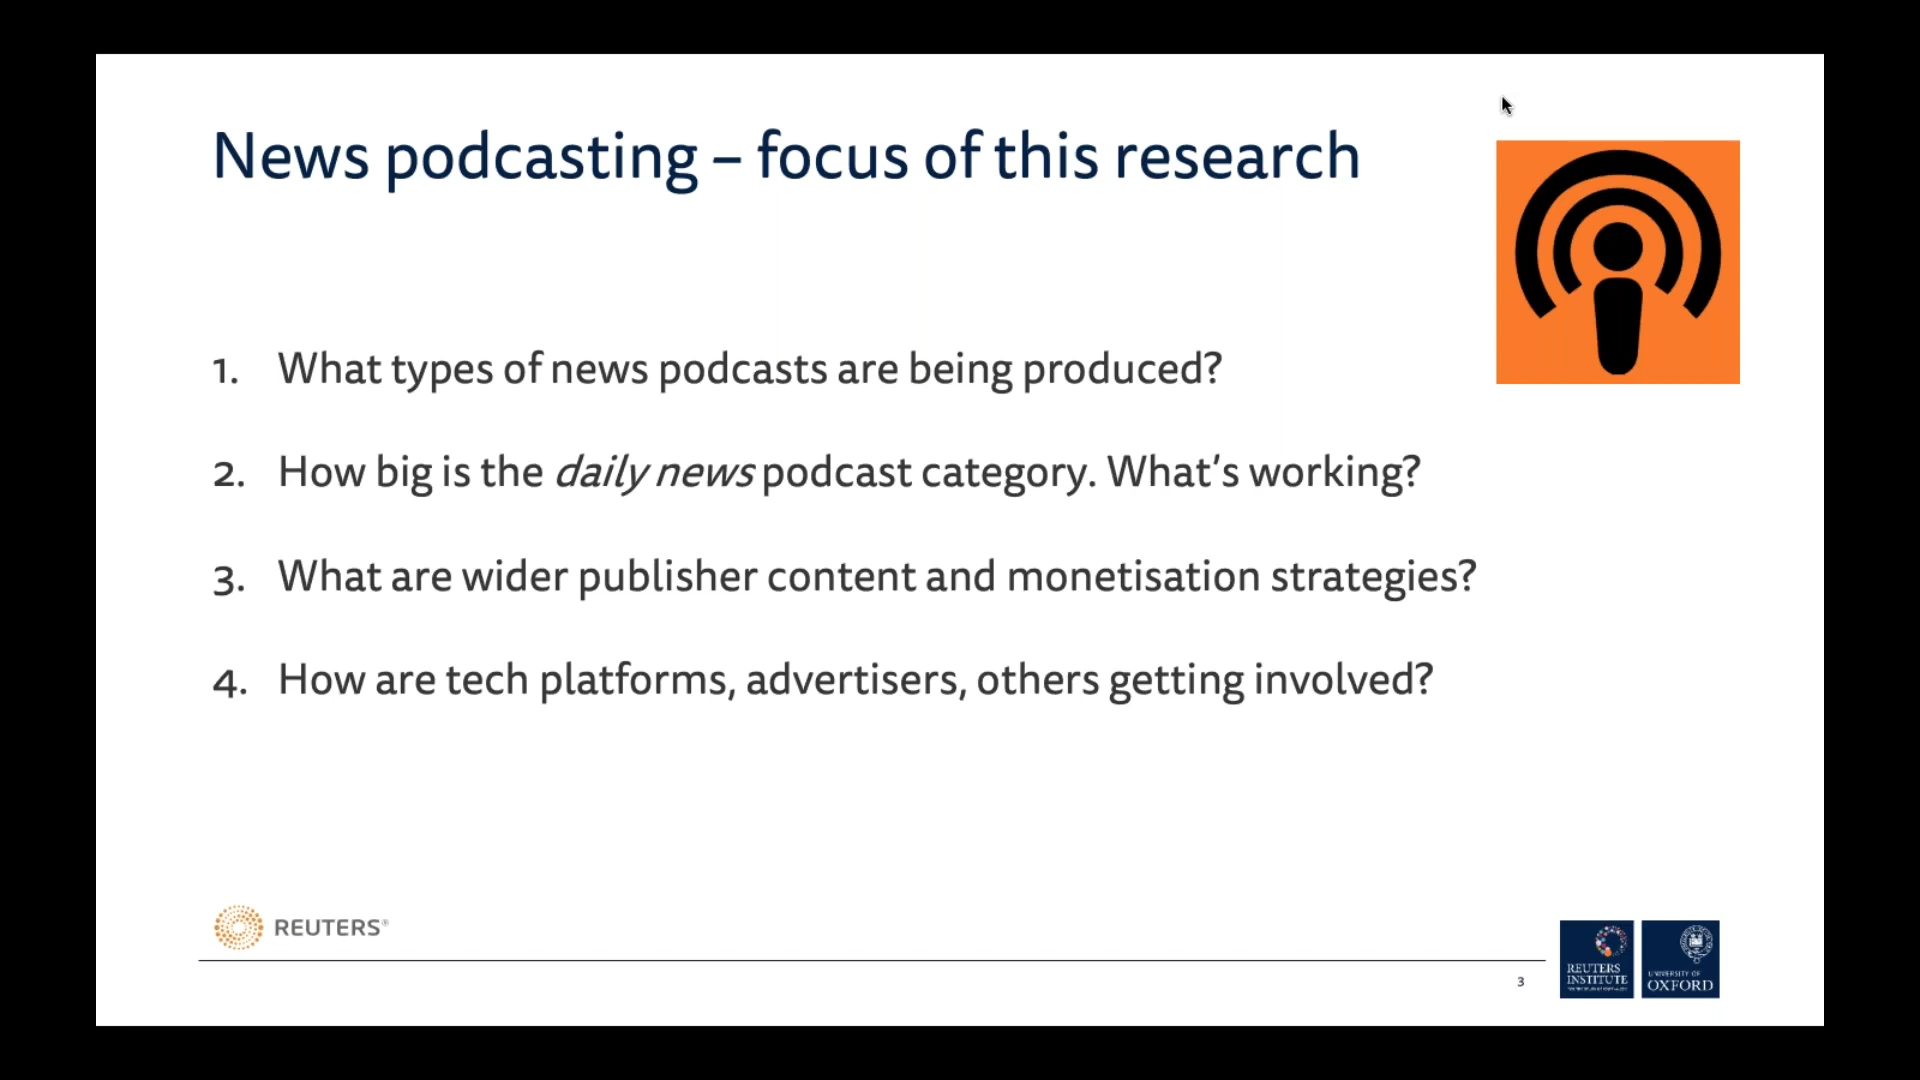 News podcasting – focus of this research
1. What types of news podcasts are being produced?
2. How big is the daily news podcast category. What's working?
3. What are wider publisher content and monetisation strategies?
4. How are tech platforms, advertisers, others getting involved?
REUTERS®
3
REUTERS
INSTITUTE
UNIVERSITY OF
OXFORD